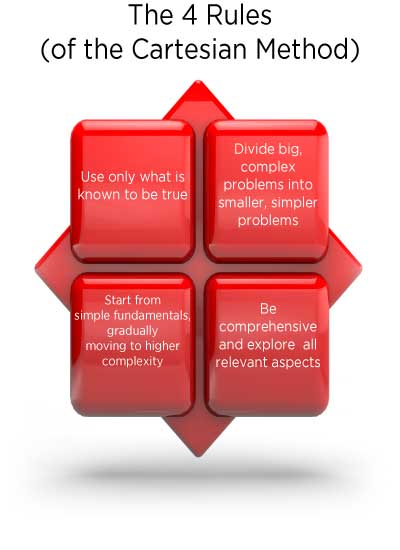 The 4 Rules
(of the Cartesian Method)
Use only what is
known to be true
Divide big,
complex
problems into
smaller, simpler
problems
Start from
simple fundamentals,
gradually
moving to higher
complexity
Be
comprehensive
and explore all
relevant aspects